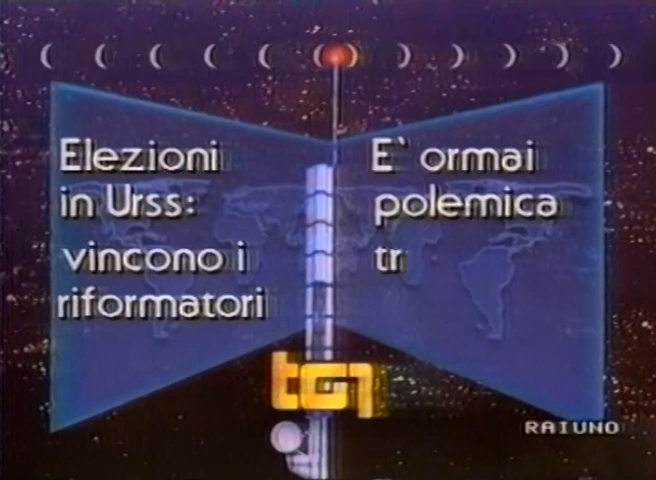 Elezioni
in Urss:
vincono i
riformatori
E` ormai
polemica
tr
tg1
RAIUNO